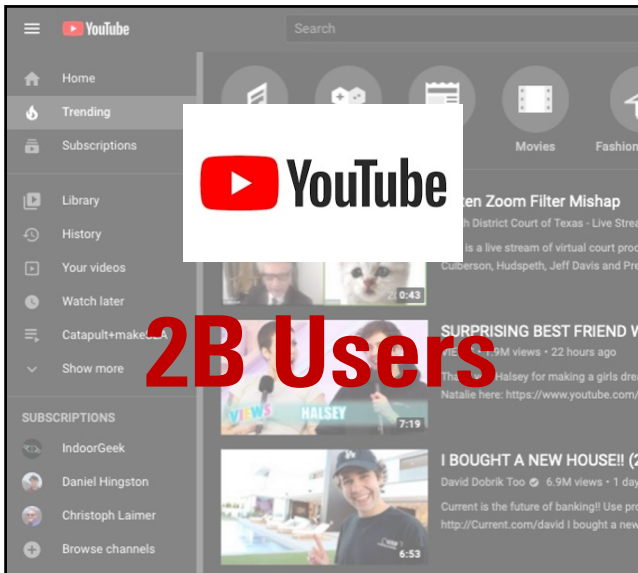 YouTube
Search
Home
Trending
Subscriptions
Library
History
Your videos
Watch later
Show more
SUBSCRIPTIONS
IndoorGeek
Daniel Hingston
Christoph Laimer
Browse channels
Movies
Fashion
YouTube
Zoom Filter Mishap
District Court of Texas - Live Strea
is a live stream of virtual court proc
Culberson, Hudspeth, Jeff Davis and Pre
0:43
2B Users
SURPRISING BEST FRIEND W
1.9M views • 22 hours ago
Halsey for making a girls drea
Natalie here: https://www.youtube.com/
VIEWS
HALSEY
7:19
I BOUGHT A NEW HOUSE!! (2
David Dobrik Too 6.9M views • 1 day
Current is the future of banking!! Use pro
http://Current.com/david I bought a new
6:53